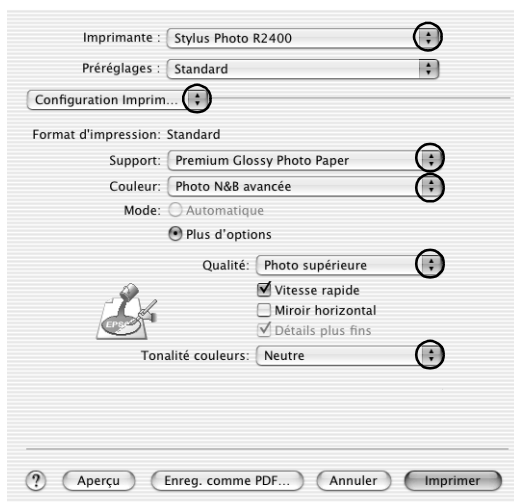 Imprimante : Stylus Photo R2400
Préréglages : Standard
Configuration Imprim...
Format d'impression: Standard
Support: Premium Glossy Photo Paper
Couleur: Photo N&B avancée
Mode: Automatique
Plus d'options
Qualité: Photo supérieure
Vitesse rapide
Miroir horizontal
Détails plus fins
EPSON
Tonalité couleurs: Neutre
? Aperçu Enreg. comme PDF... Annuler Imprimer